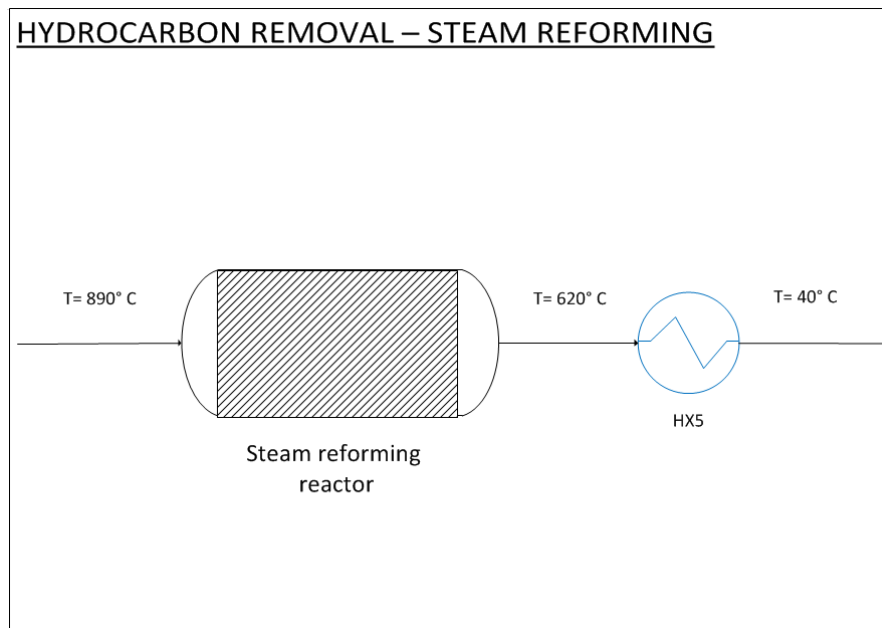 HYDROCARBON REMOVAL – STEAM REFORMING
T= 890° C
T= 620° C
T= 40° C
HX5
Steam reforming
reactor